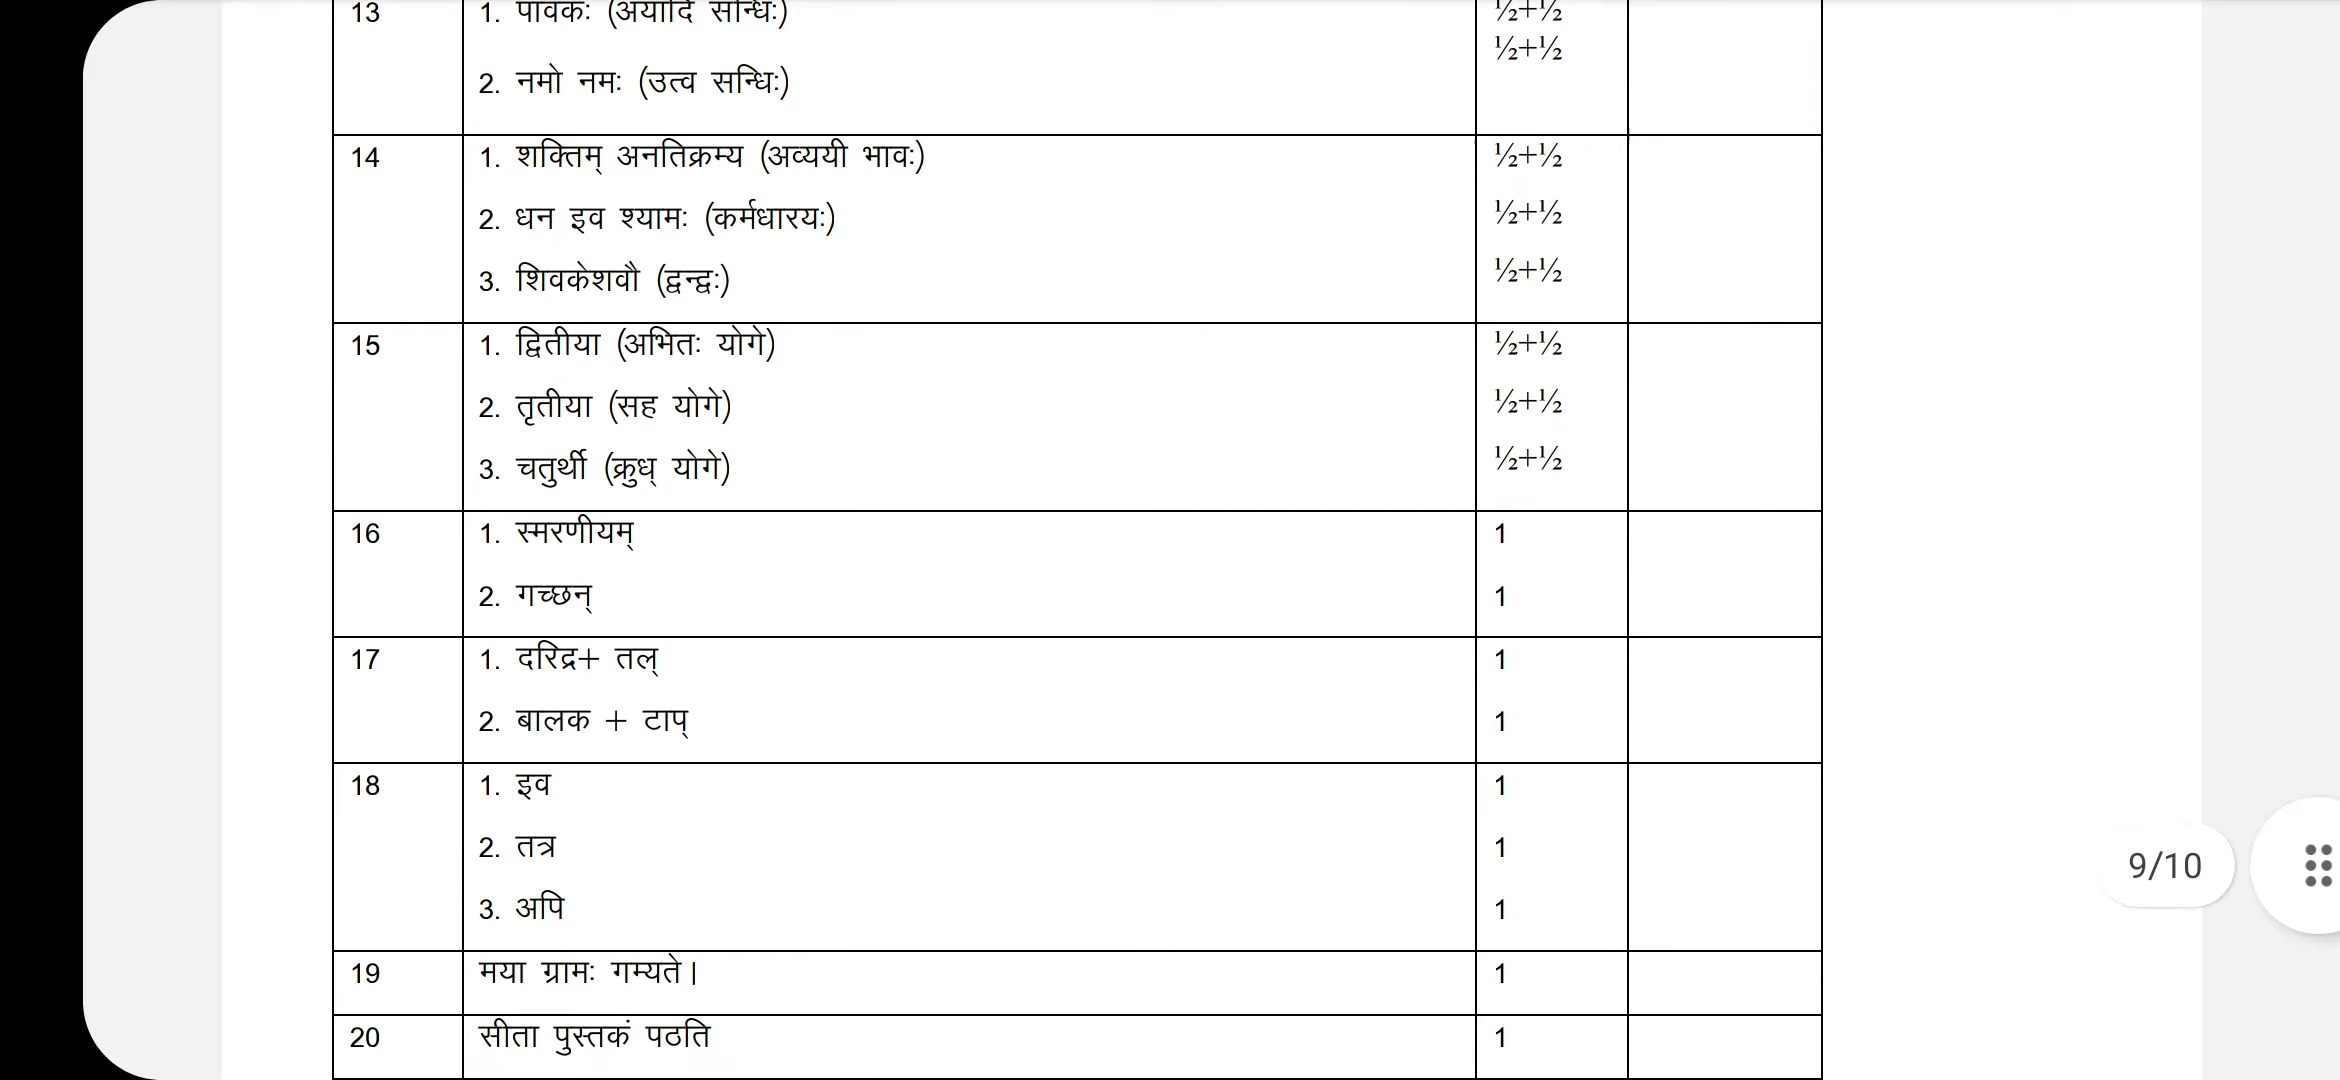 13 1. पावकः (अयादि सन्धिः) ½+½
½+½
2. नमो नमः (उत्व सन्धिः)
14 1. शक्तिम् अनतिक्रम्य (अव्ययी भावः) ½+½
2. धन इव श्यामः (कर्मधारयः) ½+½
3. शिवकेशवौ (द्वन्द्वः) ½+½
15 1. द्वितीया (अभितः योगे) ½+½
2. तृतीया (सह योगे) ½+½
3. चतुर्थी (क्रुध् योगे) ½+½
16 1. स्मरणीयम् 1
2. गच्छन् 1
17 1. दरिद्र+ तल् 1
2. बालक + टाप् 1
18 1. इव 1
2. तत्र 1
3. अपि 1
19 मया ग्रामः गम्यते। 1
20 सीता पुस्तकं पठति 1
9/10